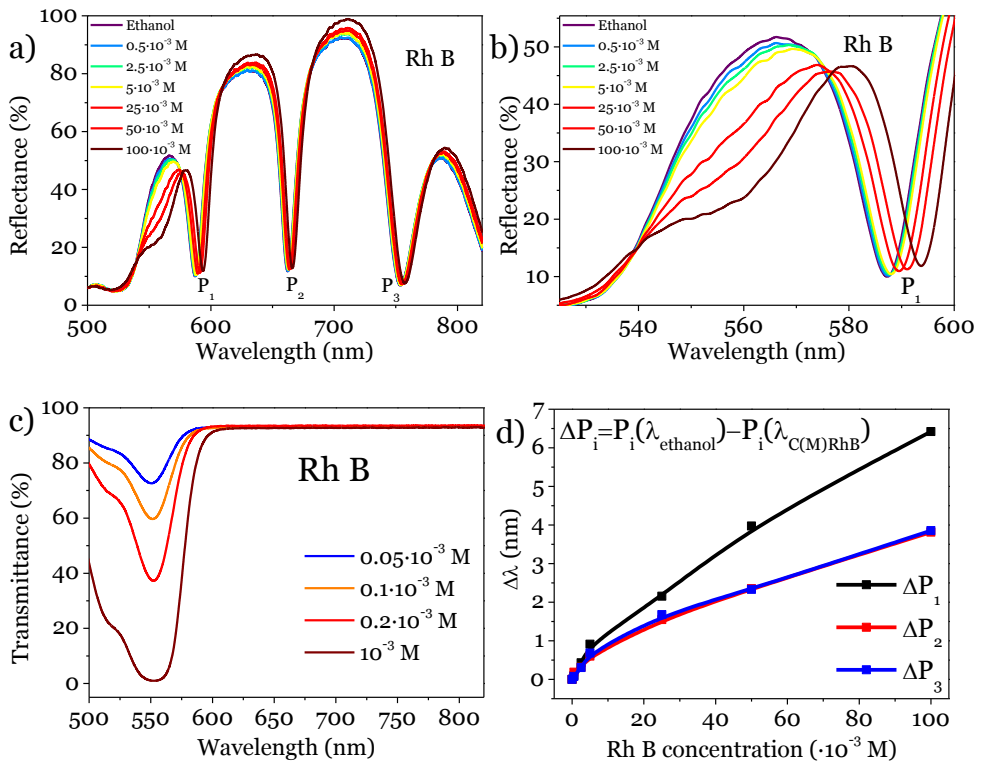 a)
Ethanol
0.5·10⁻³ M
2.5·10⁻³ M
5·10⁻³ M
25·10⁻³ M
50·10⁻³ M
100·10⁻³ M
Rh B
100
80
60
40
20
0
Reflectance (%)
P₁
P₂
P₃
500 600 700 800
Wavelength (nm)
b)
Ethanol
0.5·10⁻³ M
2.5·10⁻³ M
5·10⁻³ M
25·10⁻³ M
50·10⁻³ M
100·10⁻³ M
Rh B
50
40
30
20
10
Reflectance (%)
P₁
540 560 580 600
Wavelength (nm)
c)
100
80
60
40
20
0
Transmittance (%)
Rh B
0.05·10⁻³ M
0.1·10⁻³ M
0.2·10⁻³ M
10⁻³ M
500 550 600 650 700 750 800
Wavelength (nm)
d)
ΔPᵢ=Pᵢ(λ_ethanol)−Pᵢ(λ_C(M)RhB)
7
6
5
4
3
2
1
0
Δλ (nm)
ΔP₁
ΔP₂
ΔP₃
0 20 40 60 80 100
Rh B concentration (·10⁻³ M)